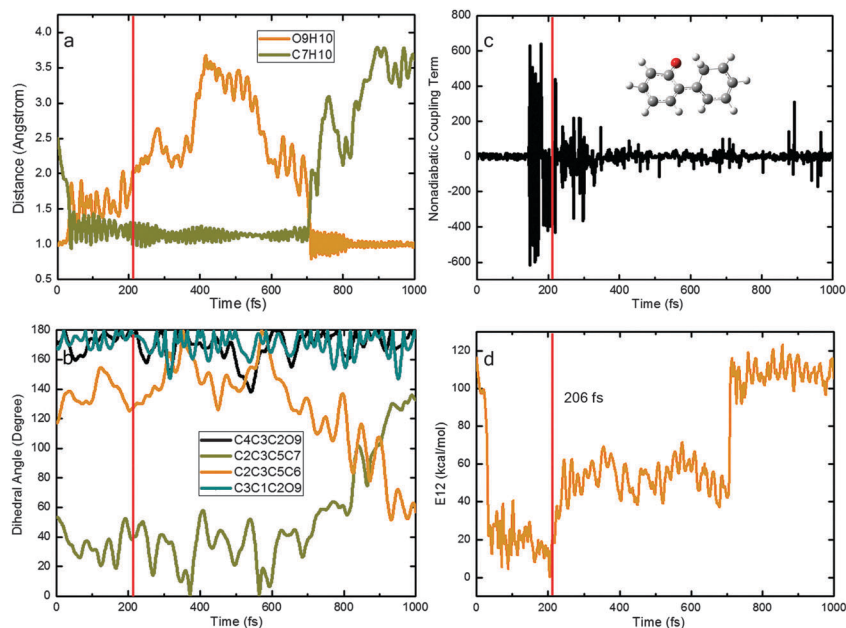 a
O9H10
C7H10
Distance (Angstrom)
4.0
3.5
3.0
2.5
2.0
1.5
1.0
0.5
0 200 400 600 800 1000
Time (fs)
c
Nonadiabatic Coupling Term
800
600
400
200
0
-200
-400
-600
0 200 400 600 800 1000
Time (fs)
b
C4C3C2O9
C2C3C5C7
C2C3C5C6
C3C1C2O9
Dihedral Angle (Degree)
180
160
140
120
100
80
60
40
20
0
0 200 400 600 800 1000
Time (fs)
d
206 fs
E12 (kcal/mol)
120
100
80
60
40
20
0
0 200 400 600 800 1000
Time (fs)